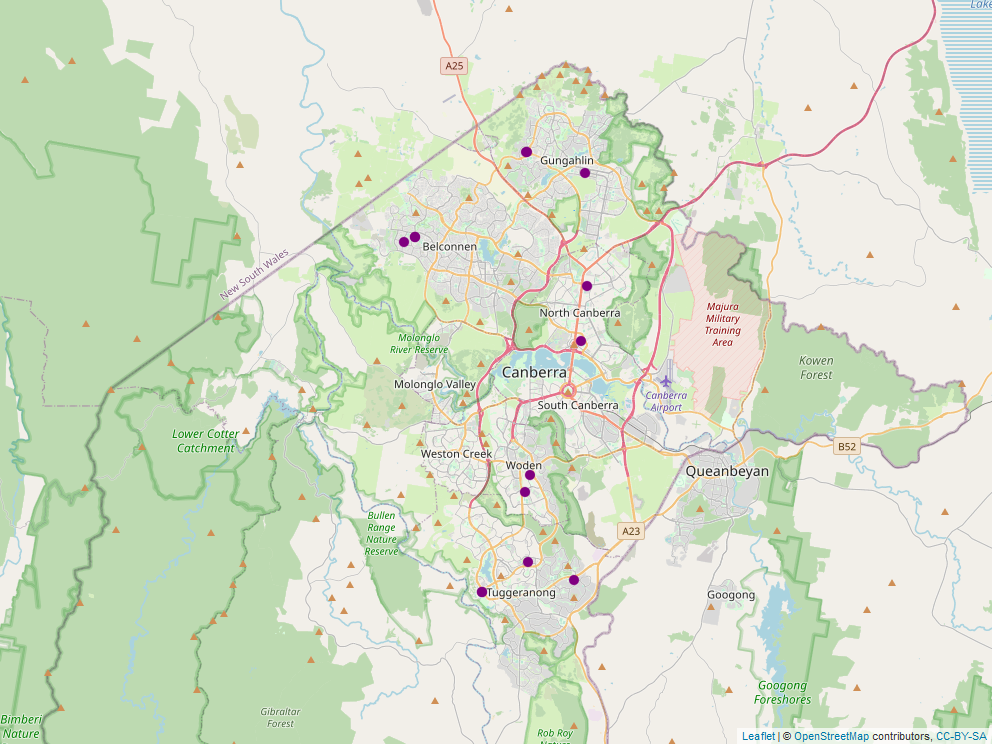 Lake
A25
Gungahlin
Belconnen
New South Wales
North Canberra
Majura
Military
Training
Area
Molonglo
River Reserve
Kowen
Forest
Canberra
Molonglo Valley
Canberra
Airport
South Canberra
Lower Cotter
Catchment
B52
Weston Creek
Woden
Queanbeyan
Bullen
Range
Nature
Reserve
A23
Tuggeranong
Googong
Googong
Foreshores
Gibraltar
Forest
Bimberi
Nature
Rob Roy
Leaflet | © OpenStreetMap contributors, CC-BY-SA